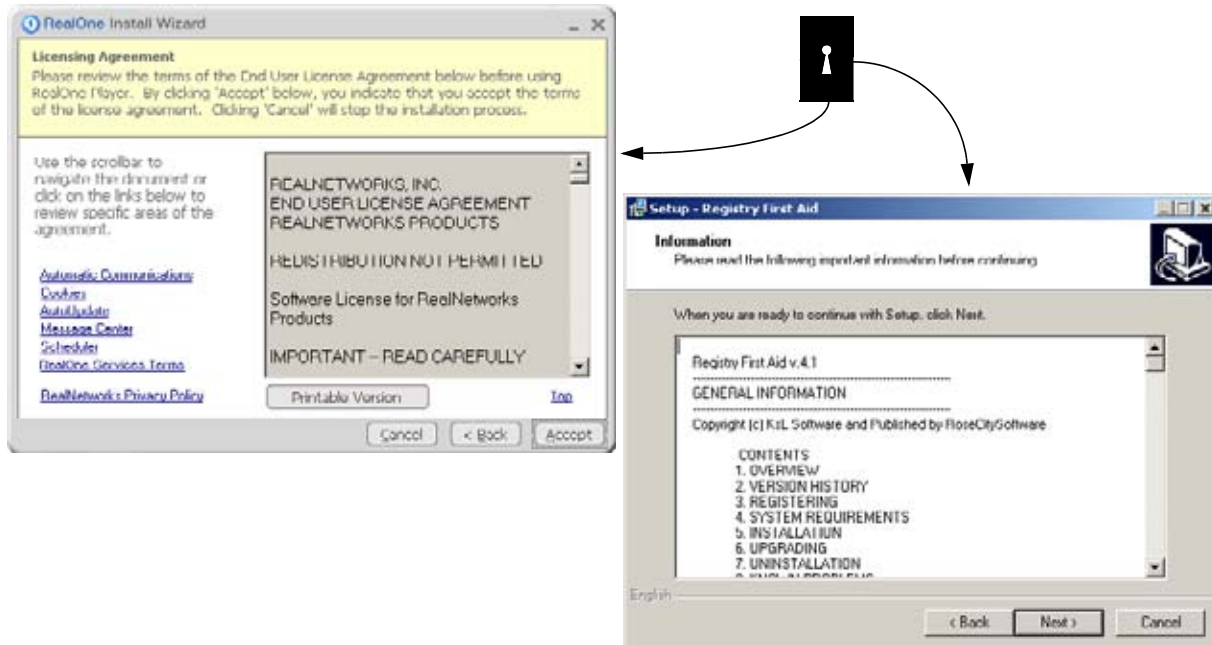 RealOne Install Wizard
Licensing Agreement
Please review the terms of the End User License Agreement below before using
RealOne Player. By clicking 'Accept' below, you indicate that you accept the terms
of the license agreement. Clicking 'Cancel' will stop the installation process.
Use the scrollbar to
navigate the document or
click on the links below to
review specific areas of the
agreement.
Automatic Communications
Cookies
AutoUpdate
Message Center
Scheduler
RealOne Services Terms
RealNetworks Privacy Policy
REALNETWORKS, INC.
END USER LICENSE AGREEMENT
REALNETWORKS PRODUCTS
REDISTRIBUTION NOT PERMITTED
Software License for RealNetworks
Products
IMPORTANT – READ CAREFULLY
Printable Version
Top
Cancel
< Back
Accept
Setup - Registry First Aid
Information
Please read the following important information before continuing.
When you are ready to continue with Setup, click Next.
Registry First Aid v.4.1
GENERAL INFORMATION
Copyright (c) KsL Software and Published by RoseCitySoftware
CONTENTS
1. OVERVIEW
2. VERSION HISTORY
3. REGISTERING
4. SYSTEM REQUIREMENTS
5. INSTALLATION
6. UPGRADING
7. UNINSTALLATION
8. KNOWN PROBLEMS
English
< Back
Next >
Cancel